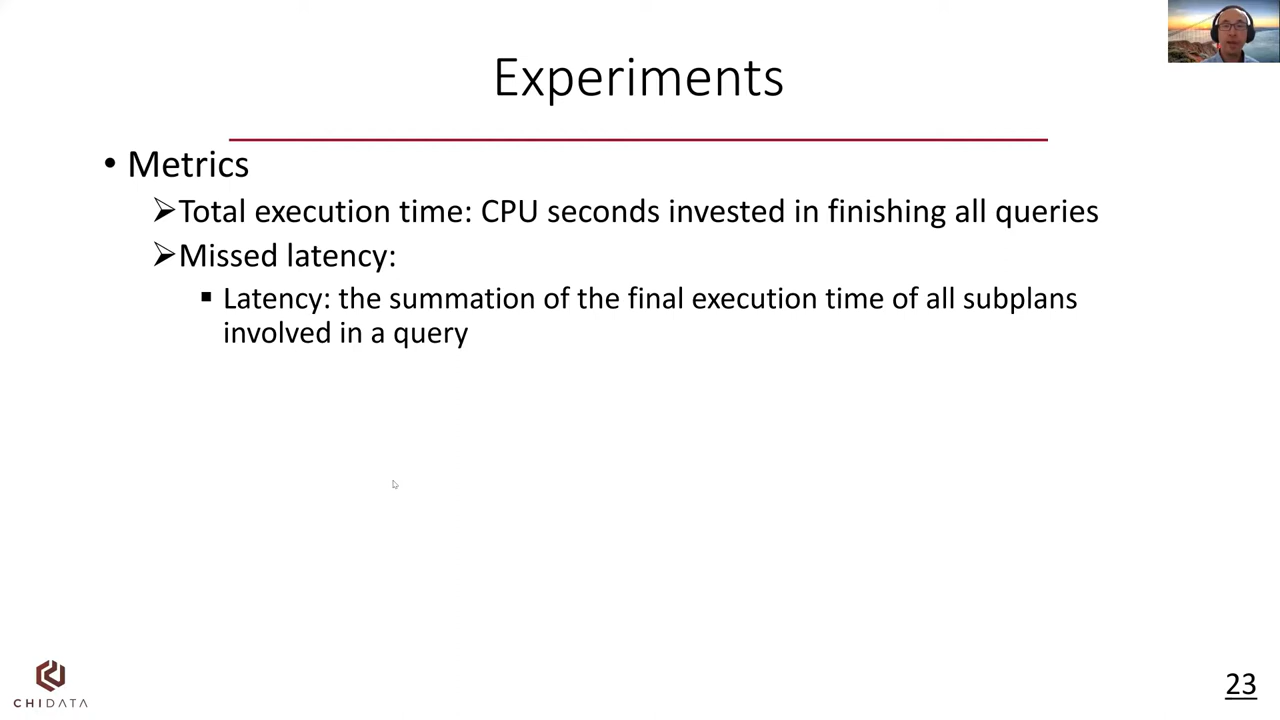 Experiments
• Metrics
➢Total execution time: CPU seconds invested in finishing all queries
➢Missed latency:
▪ Latency: the summation of the final execution time of all subplans
involved in a query
CHIDATA
23